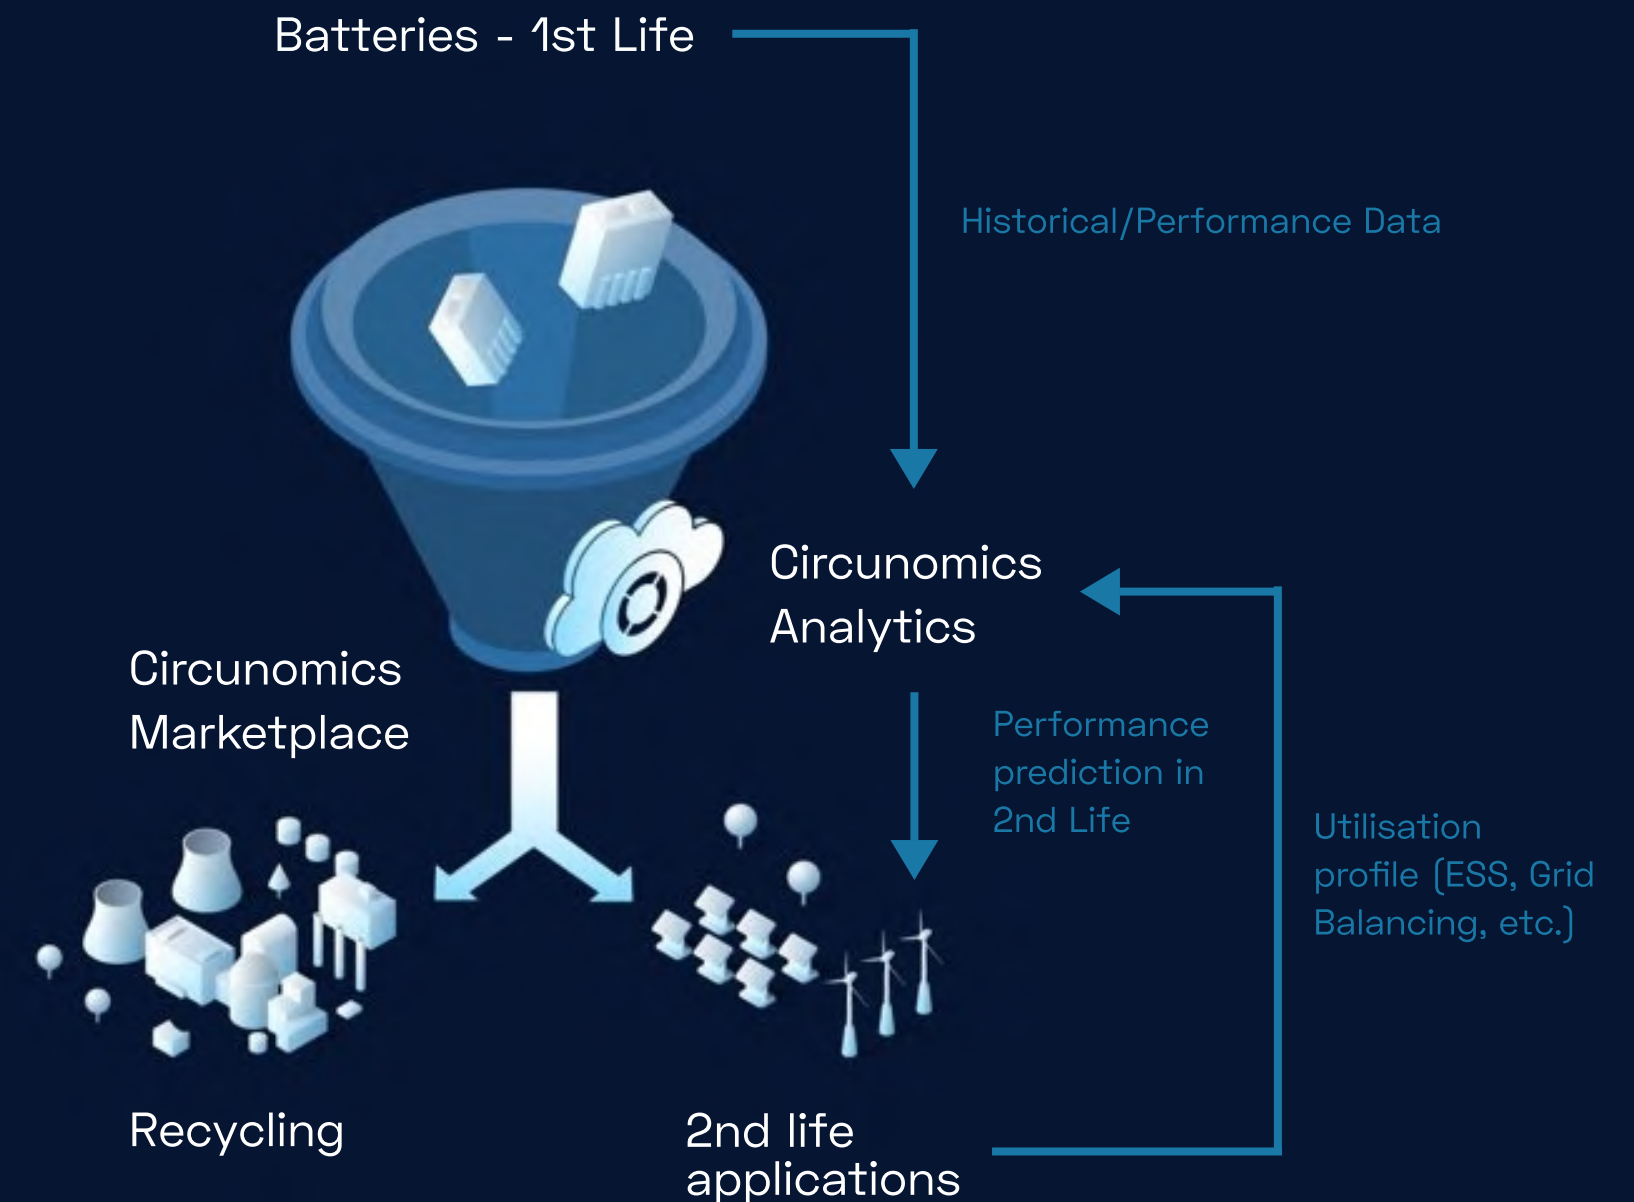 Batteries - 1st Life
Historical/Performance Data
Circunomics
Analytics
Circunomics
Marketplace
Performance
prediction in
2nd Life
Utilisation
profile (ESS, Grid
Balancing, etc.)
Recycling
2nd life
applications